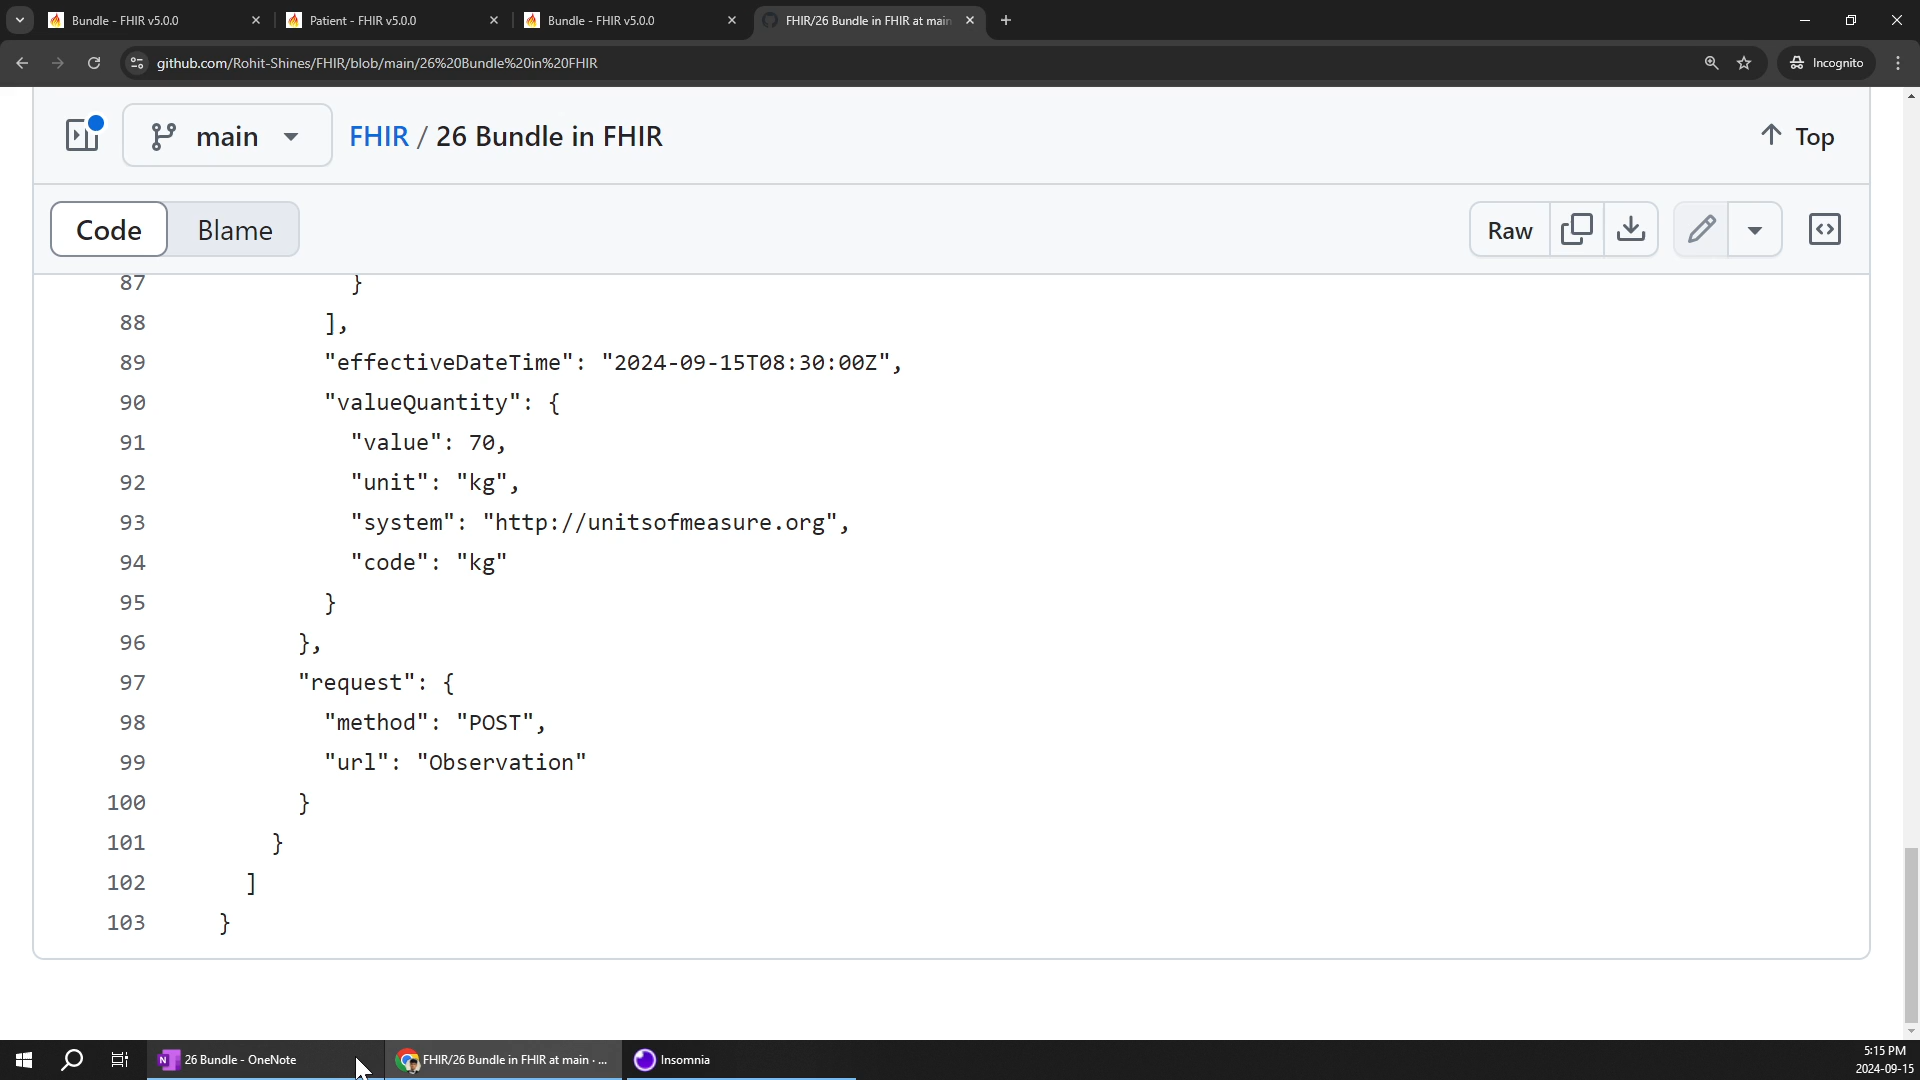 Bundle - FHIR v5.0.0
Patient - FHIR v5.0.0
Bundle - FHIR v5.0.0
FHIR/26 Bundle in FHIR at main
github.com/Rohit-Shines/FHIR/blob/main/26%20Bundle%20in%20FHIR
Incognito
main
FHIR / 26 Bundle in FHIR
Top
Code
Blame
Raw
87 }
88 ],
89 "effectiveDateTime": "2024-09-15T08:30:00Z",
90 "valueQuantity": {
91 "value": 70,
92 "unit": "kg",
93 "system": "http://unitsofmeasure.org",
94 "code": "kg"
95 }
96 },
97 "request": {
98 "method": "POST",
99 "url": "Observation"
100 }
101 }
102 ]
103 }
26 Bundle - OneNote
FHIR/26 Bundle in FHIR at main · ...
Insomnia
5:15 PM
2024-09-15